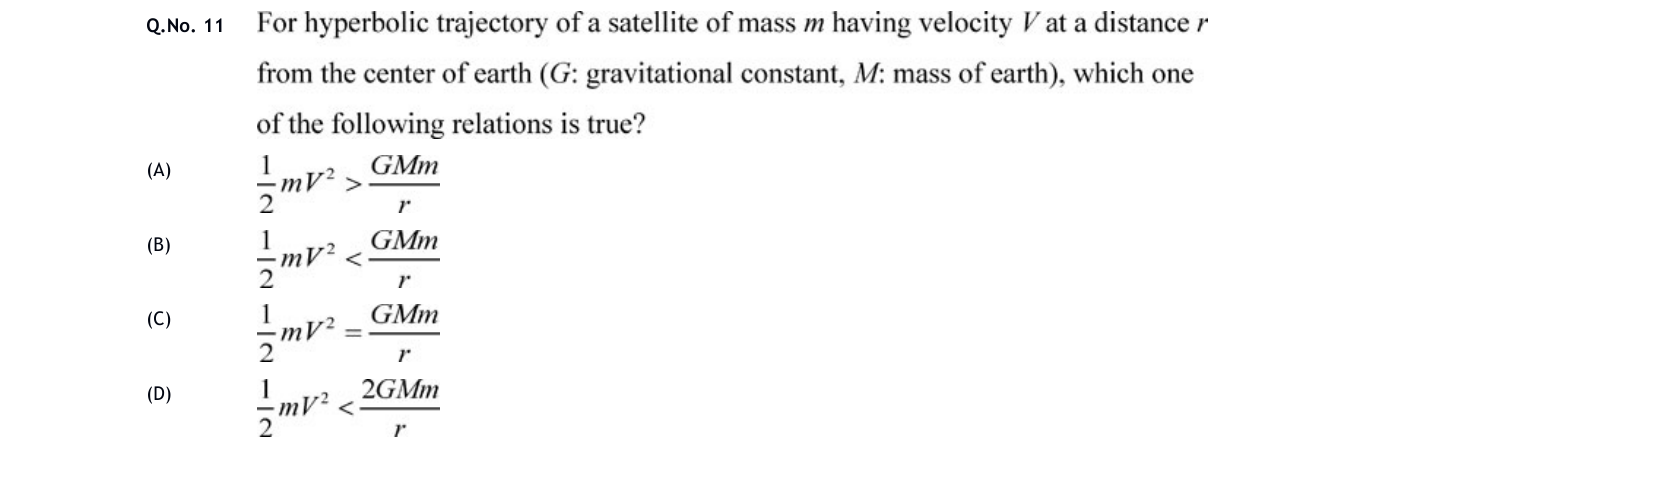 Q.No. 11 For hyperbolic trajectory of a satellite of mass m having velocity V at a distance r
from the center of earth (G: gravitational constant, M: mass of earth), which one
of the following relations is true?
(A) \frac{1}{2}mV^2 > \frac{GMm}{r}
(B) \frac{1}{2}mV^2 < \frac{GMm}{r}
(C) \frac{1}{2}mV^2 = \frac{GMm}{r}
(D) \frac{1}{2}mV^2 < \frac{2GMm}{r}